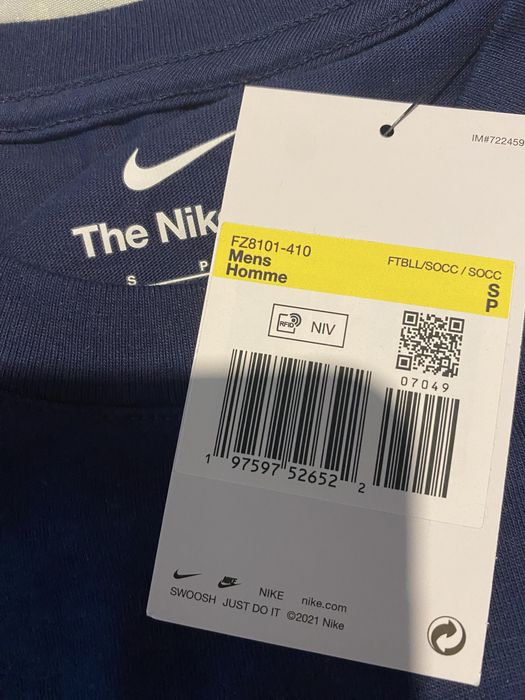 The Nik
S P
IM#722459
FZ8101-410
Mens
Homme
FTBLL/SOCC / SOCC
S
P
RFID NIV
07049
1 97597 52652 2
NIKE nike.com
SWOOSH JUST DO IT ©2021 Nike